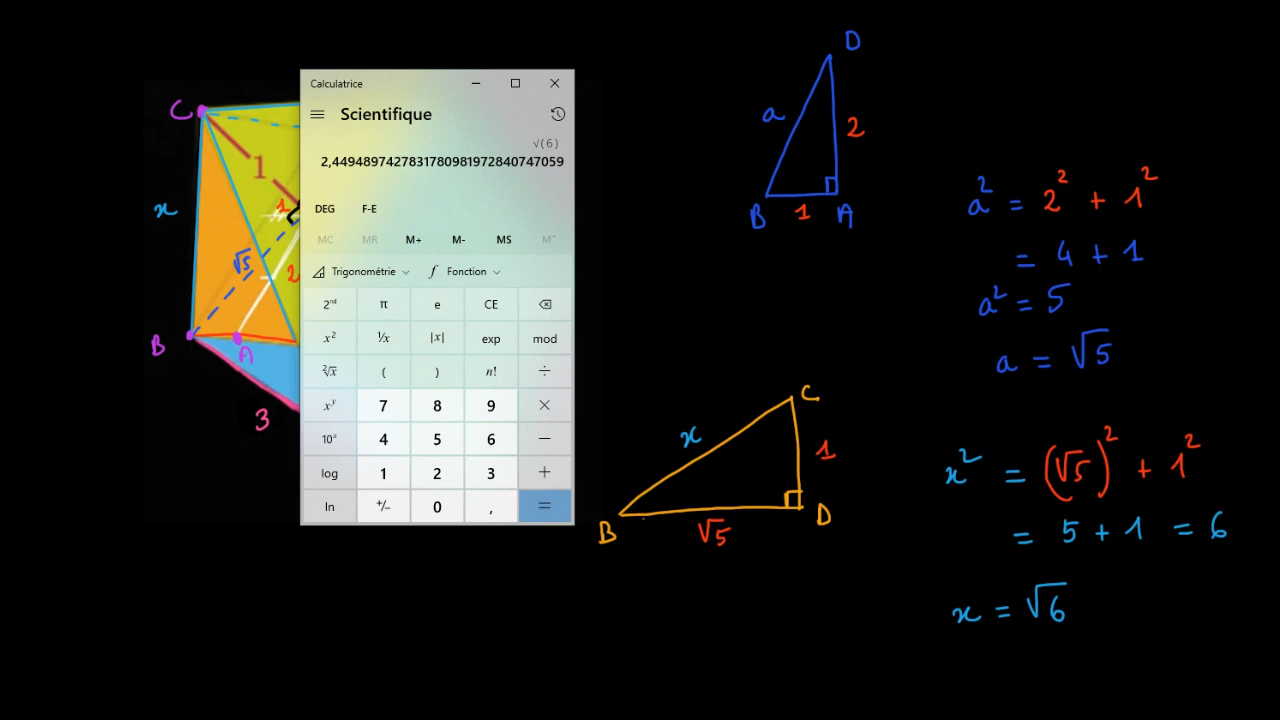 Calculatrice
Scientifique
√(6)
2,4494897427831780981972840747059
DEG F-E
MC MR M+ M- MS M˅
Trigonométrie Fonction
2ⁿᵈ π e CE
x² ¹/x |x| exp mod
²√x ( ) n! ÷
xʸ 7 8 9 ×
10ˣ 4 5 6 −
log 1 2 3 +
ln +/− 0 , =
C
1
x
1
√5
2
B
A
3
D
a
2
B 1 A
a² = 2² + 1²
= 4 + 1
a² = 5
a = √5
C
x
1
B √5 D
x² = (√5)² + 1²
= 5 + 1 = 6
x = √6